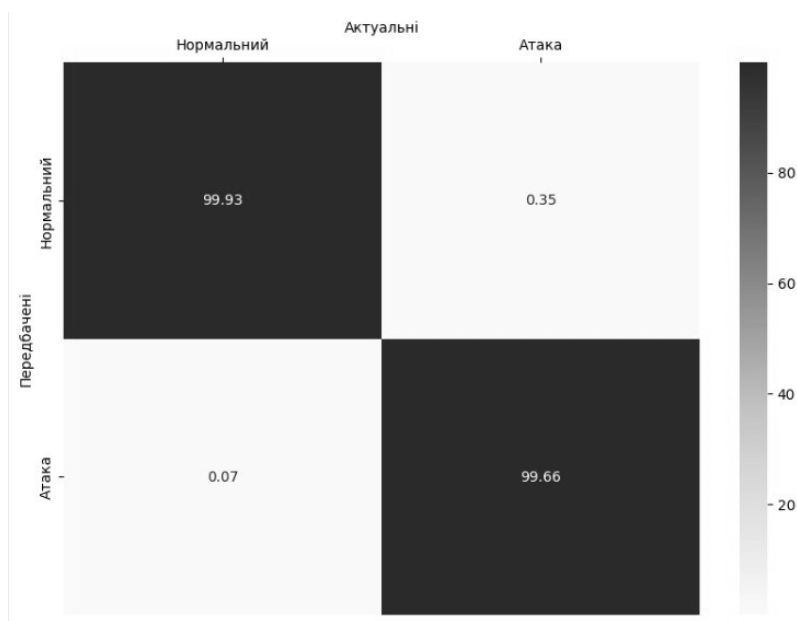 Актуальні
Нормальний Атака
Передбачені
Нормальний
99.93 0.35
Атака
0.07 99.66
80
60
40
20